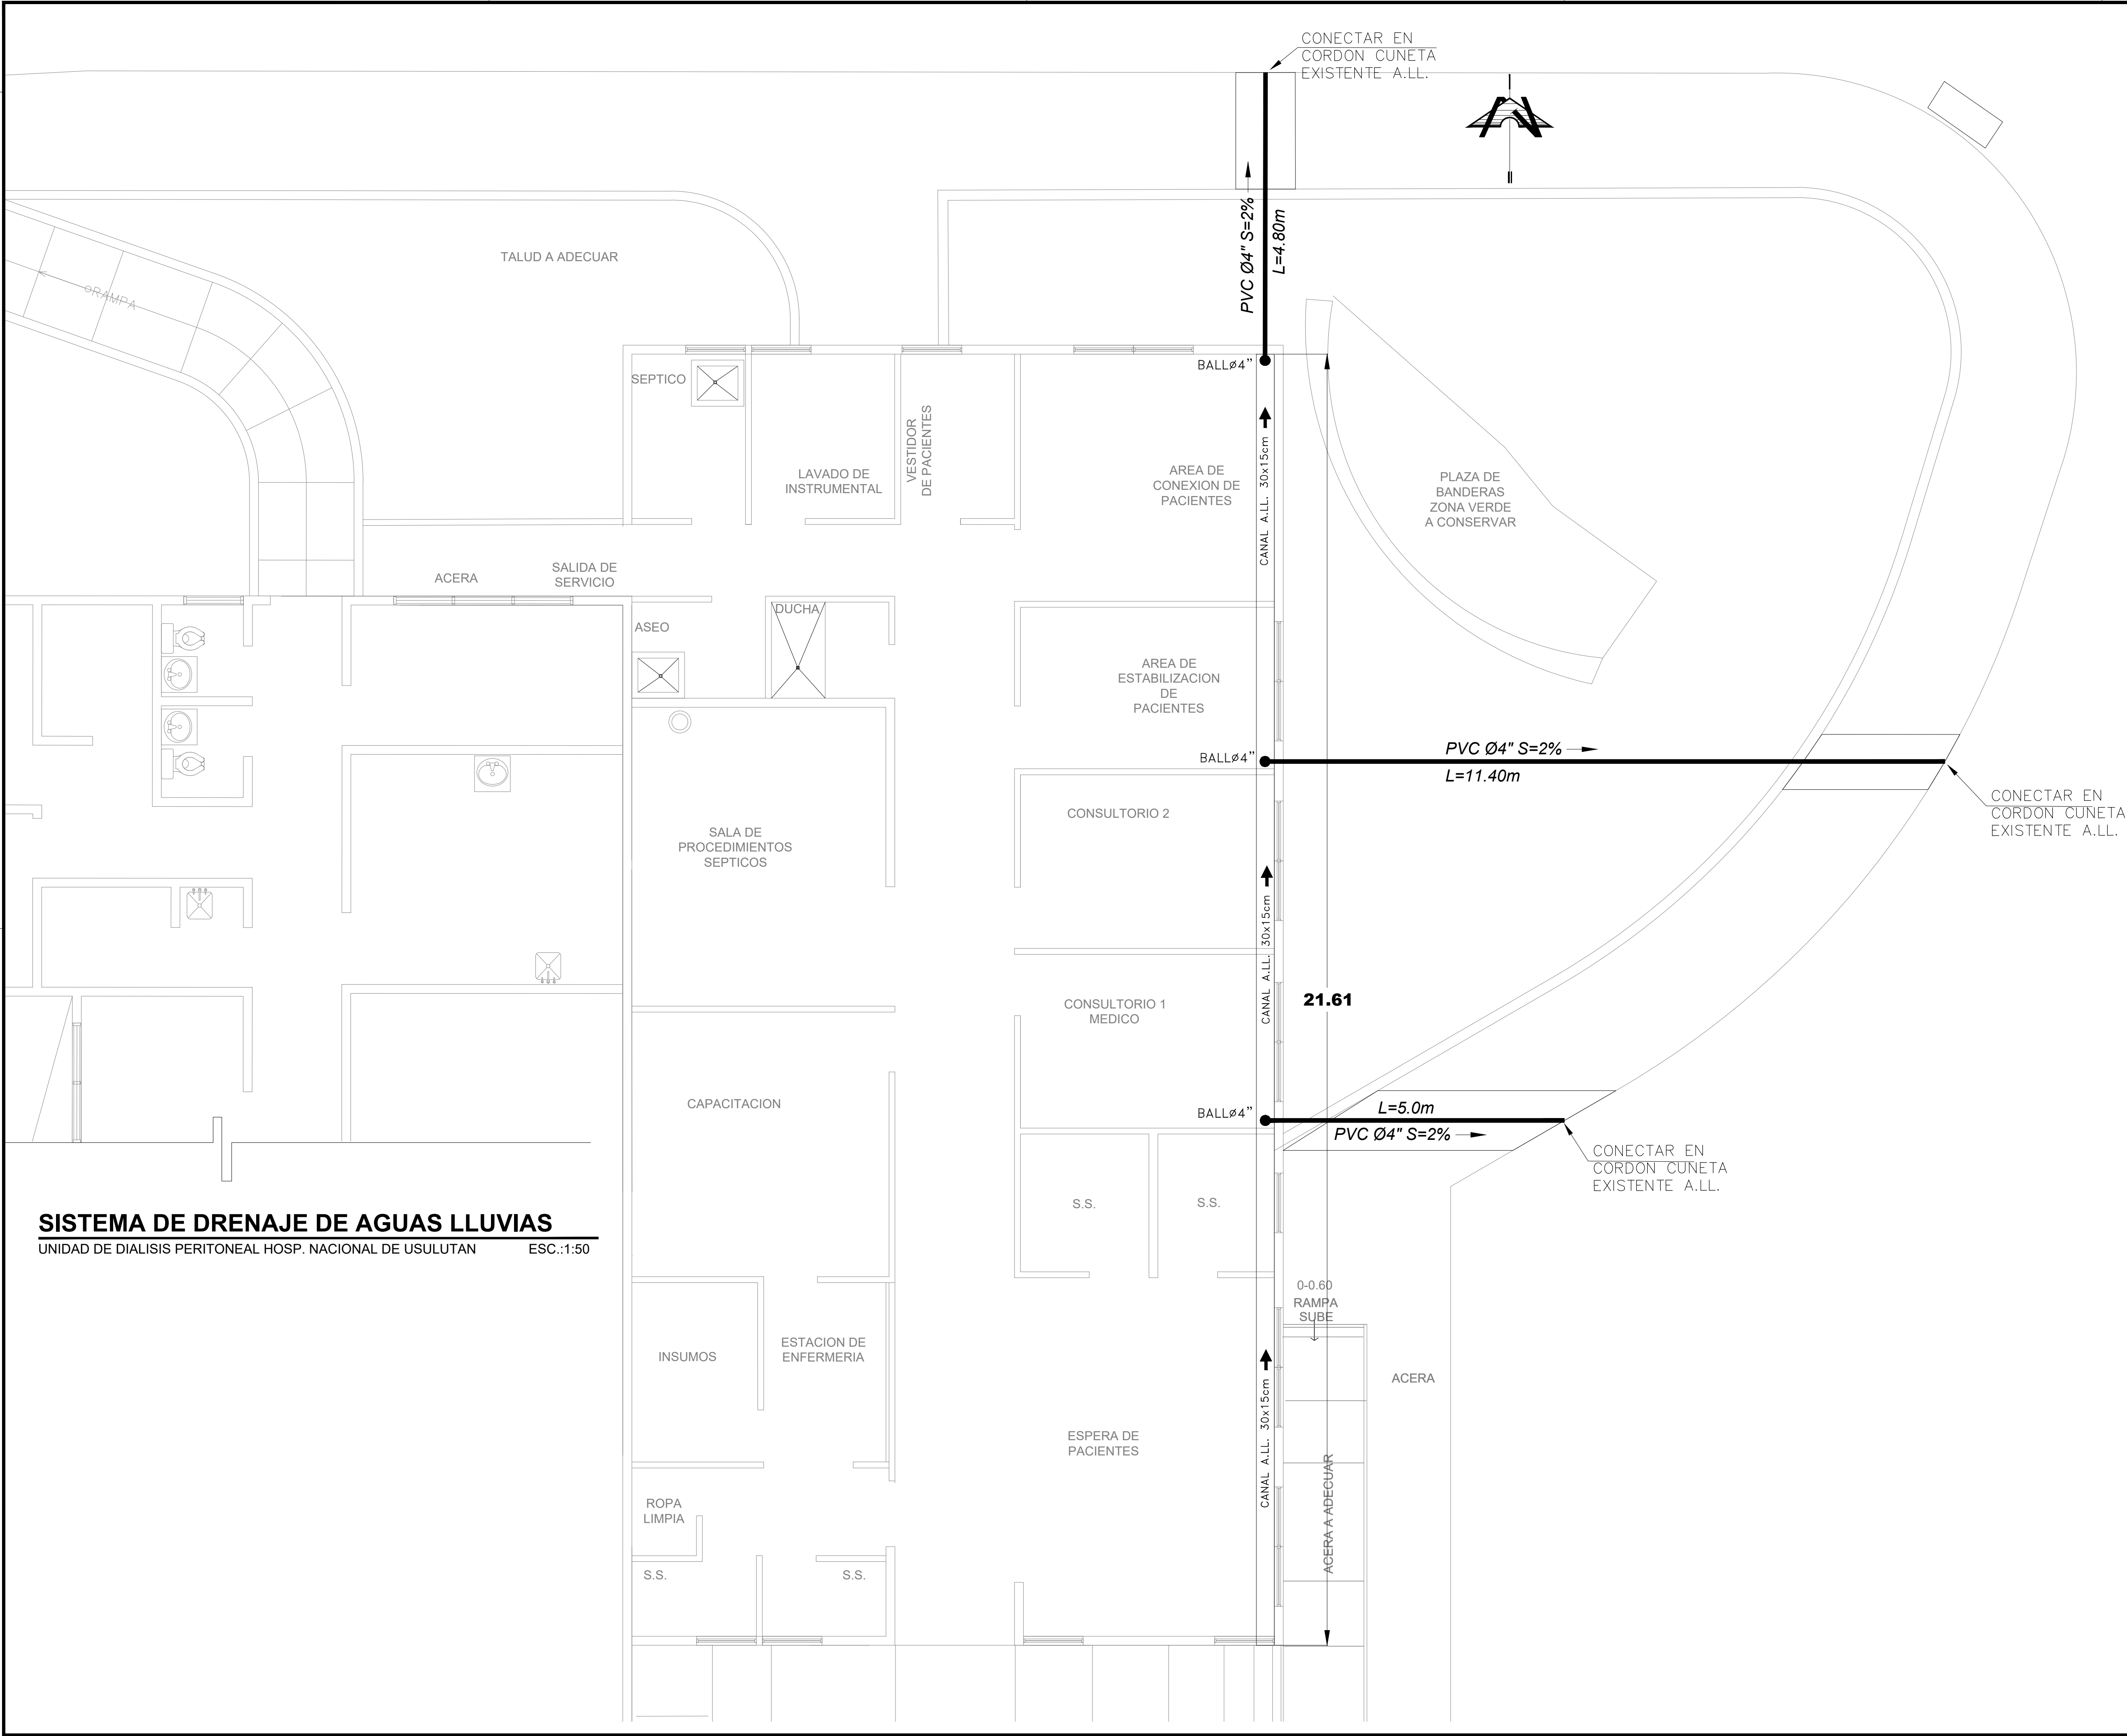 CONECTAR EN
CORDON CUNETA
EXISTENTE A.LL.
N
PVC Ø4" S=2%
L=4.80m
TALUD A ADECUAR
RAMPA
BALLø4"
SEPTICO
LAVADO DE
INSTRUMENTAL
VESTIDOR
DE PACIENTES
AREA DE
CONEXION DE
PACIENTES
CANAL A.LL. 30x15cm
PLAZA DE
BANDERAS
ZONA VERDE
A CONSERVAR
ACERA
SALIDA DE
SERVICIO
ASEO
DUCHA
AREA DE
ESTABILIZACION
DE
PACIENTES
BALLø4"
PVC Ø4" S=2%
L=11.40m
CONECTAR EN
CORDON CUNETA
EXISTENTE A.LL.
SALA DE
PROCEDIMIENTOS
SEPTICOS
CONSULTORIO 2
CANAL A.LL. 30x15cm
21.61
CONSULTORIO 1
MEDICO
CAPACITACION
BALLø4"
L=5.0m
PVC Ø4" S=2%
CONECTAR EN
CORDON CUNETA
EXISTENTE A.LL.
S.S.
S.S.
SISTEMA DE DRENAJE DE AGUAS LLUVIAS
UNIDAD DE DIALISIS PERITONEAL HOSP. NACIONAL DE USULUTAN ESC.:1:50
0-0.60
RAMPA
SUBE
INSUMOS
ESTACION DE
ENFERMERIA
ACERA
CANAL A.LL. 30x15cm
ESPERA DE
PACIENTES
ACERA A ADECUAR
ROPA
LIMPIA
S.S.
S.S.